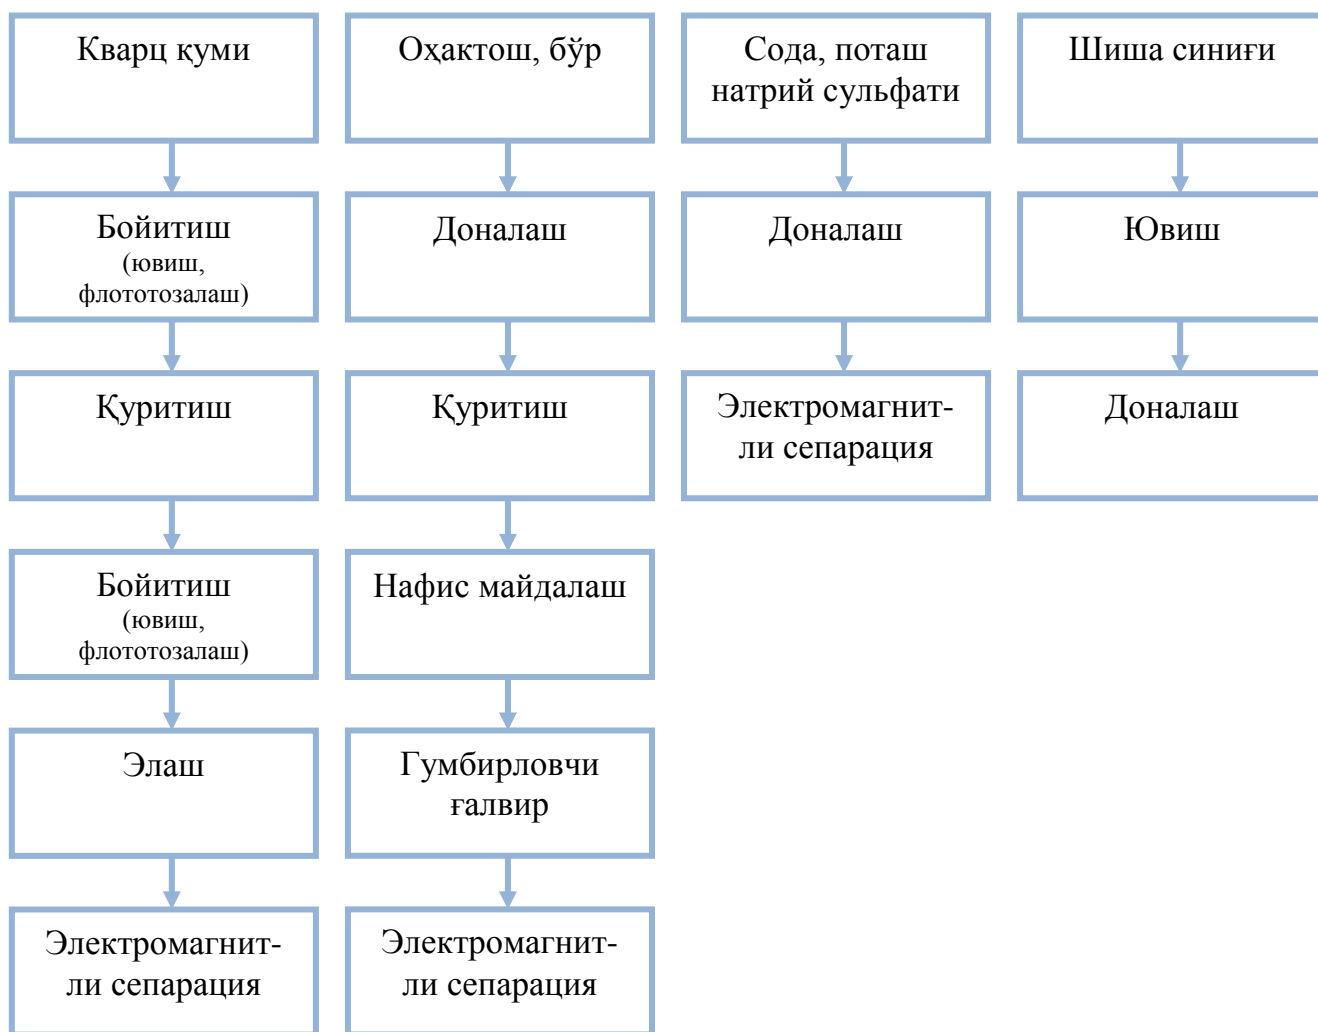 Кварц қуми
Оҳактош, бўр
Сода, поташ
натрий сульфати
Шиша синиғи
Бойитиш
(ювиш,
флототозалаш)
Доналаш
Доналаш
Ювиш
Қуритиш
Қуритиш
Электромагнит-
ли сепарация
Доналаш
Бойитиш
(ювиш,
флототозалаш)
Нафис майдалаш
Элаш
Гумбирловчи
ғалвир
Электромагнит-
ли сепарация
Электромагнит-
ли сепарация